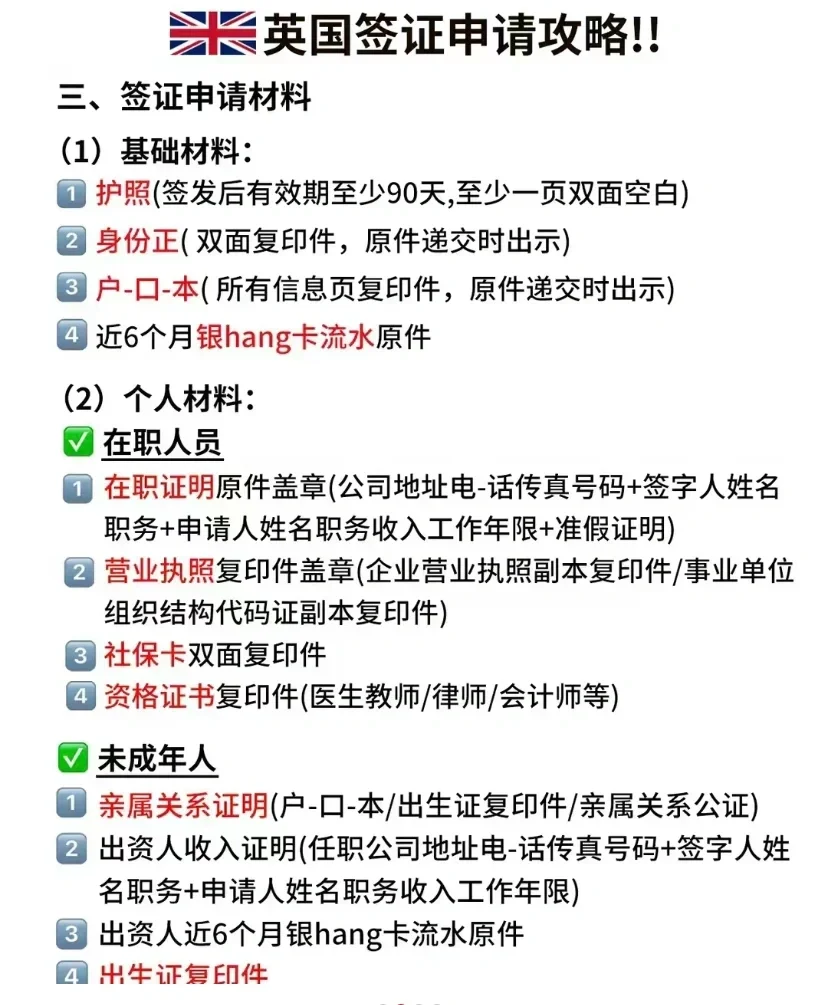 英国签证申请攻略!!
三、签证申请材料
（1）基础材料：
1 护照(签发后有效期至少90天,至少一页双面空白)
2 身份正( 双面复印件，原件递交时出示)
3 户-口-本( 所有信息页复印件，原件递交时出示)
4 近6个月银hang卡流水原件
（2）个人材料：
在职人员
1 在职证明原件盖章(公司地址电-话传真号码+签字人姓名
职务+申请人姓名职务收入工作年限+准假证明)
2 营业执照复印件盖章(企业营业执照副本复印件/事业单位
组织结构代码证副本复印件)
3 社保卡双面复印件
4 资格证书复印件(医生教师/律师/会计师等)
未成年人
1 亲属关系证明(户-口-本/出生证复印件/亲属关系公证)
2 出资人收入证明(任职公司地址电-话传真号码+签字人姓
名职务+申请人姓名职务收入工作年限)
3 出资人近6个月银hang卡流水原件
4 出生证复印件